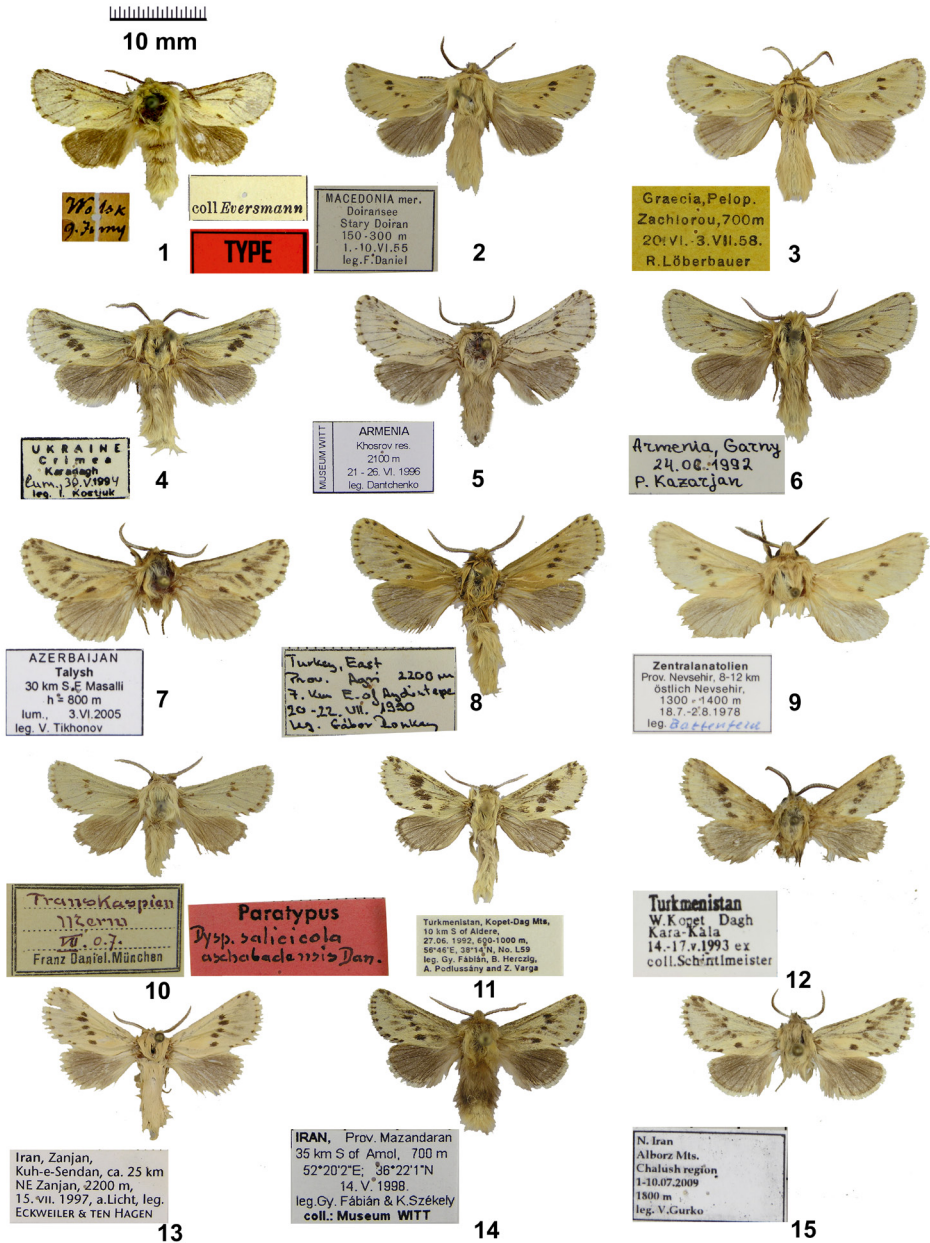 10 mm
Wolsk
coll Eversmann
TYPE
1
MACEDONIA mer.
Doiransee
Stary Doiran
150-300 m
1.-10.VI.55
leg. F. Daniel
2
Graecia, Pelop.
Zachlorou, 700m
20.VI.-3.VII.58.
R. Löberbauer
3
UKRAINE
Crimea
Karadagh
lum., 30.V.1994
leg. I. Kostjuk
4
MUSEUM WITT
ARMENIA
Khosrov res.
2100 m
21 - 26. VI. 1996
leg. Dantchenko
5
Armenia, Garny
24.06.1992
P. Kazarjan
6
AZERBAIJAN
Talysh
30 km S.E Masalli
h = 800 m
lum., 3.VI.2005
leg. V. Tikhonov
7
Turkey, East
Prov. Agri 2200 m
7. km E. of Aydintepe
20-22. VII. 1990
leg. Gábor Ronkay
8
Zentralanatolien
Prov. Nevsehir, 8-12 km
östlich Nevsehir,
1300 - 1400 m
18.7.-2.8.1978
leg.
9
TransKaspien
Merw
VII. 07.
Franz Daniel. München
Paratypus
Dysp. salicicola
aschabadensis Dan.
10
Turkmenistan, Kopet-Dag Mts,
10 km S of Aldere,
27.06. 1992, 600-1000 m,
56°46'E, 38°14'N, No. L59
leg. Gy. Fábián, B. Herczig,
A. Podlussány and Z. Varga
11
Turkmenistan
W.Kopet Dagh
Kara-Kala
14.-17.v.1993 ex
coll.Schintlmeister
12
Iran, Zanjan,
Kuh-e-Sendan, ca. 25 km
NE Zanjan, 2200 m,
15. VII. 1997, a.Licht, leg.
ECKWEILER & TEN HAGEN
13
IRAN, Prov. Mazandaran
35 km S of Amol, 700 m
52°20'2"E; 36°22'1"N
14. V. 1998.
leg.Gy. Fábián & K.Székely
coll.: Museum WITT
14
N. Iran
Alborz Mts.
Chalush region
1-10.07.2009
1800 m
leg. V.Gurko
15